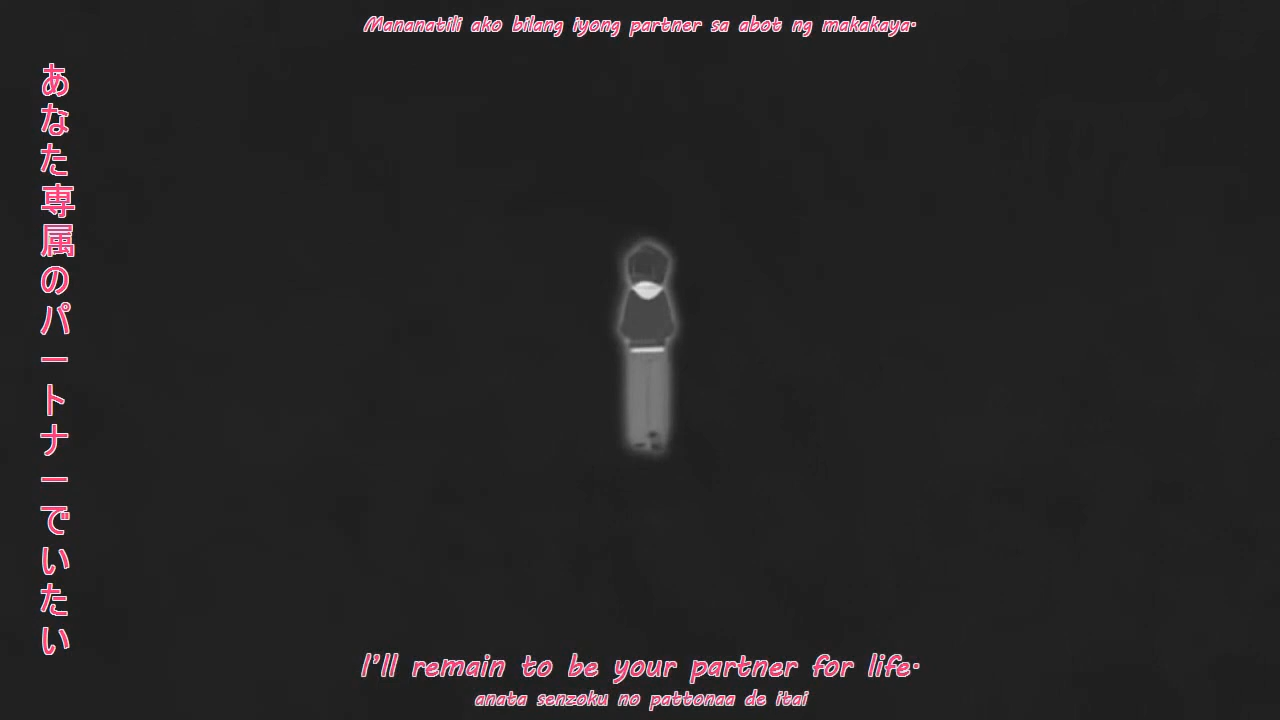 Mananatili ako bilang iyong partner sa abot ng makakaya.
あなた専属のパートナーでいたい
I'll remain to be your partner for life.
anata senzoku no pattonaa de itai